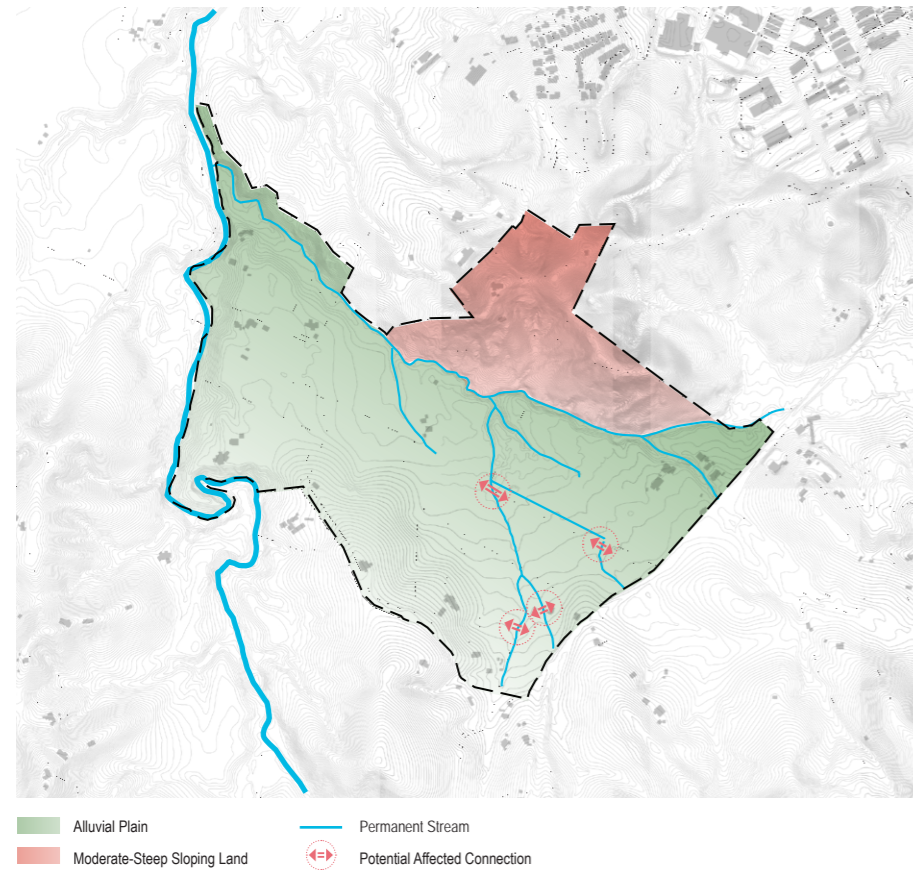 Alluvial Plain
Permanent Stream
Moderate-Steep Sloping Land
Potential Affected Connection